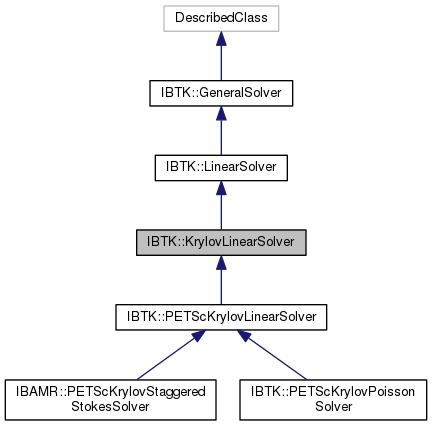 DescribedClass
IBTK::GeneralSolver
IBTK::LinearSolver
IBTK::KrylovLinearSolver
IBTK::PETScKrylovLinearSolver
IBAMR::PETScKrylovStaggered
StokesSolver
IBTK::PETScKrylovPoisson
Solver